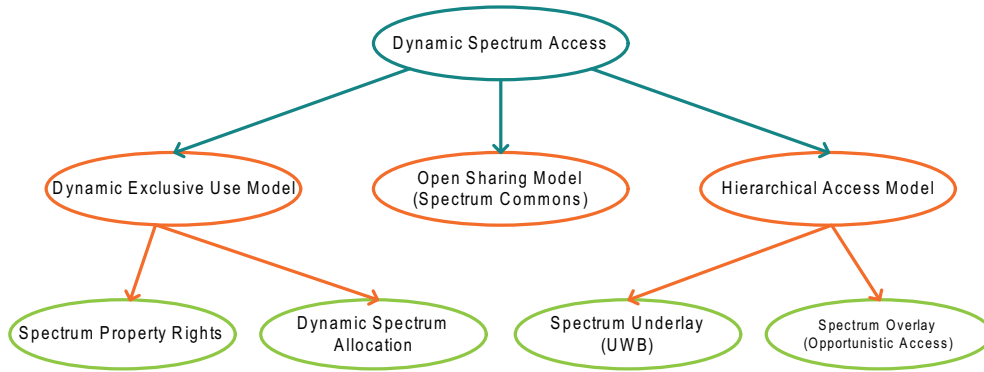 Dynamic Spectrum Access
Dynamic Exclusive Use Model
Open Sharing Model
(Spectrum Commons)
Hierarchical Access Model
Spectrum Property Rights
Dynamic Spectrum
Allocation
Spectrum Underlay
(UWB)
Spectrum Overlay
(Opportunistic Access)